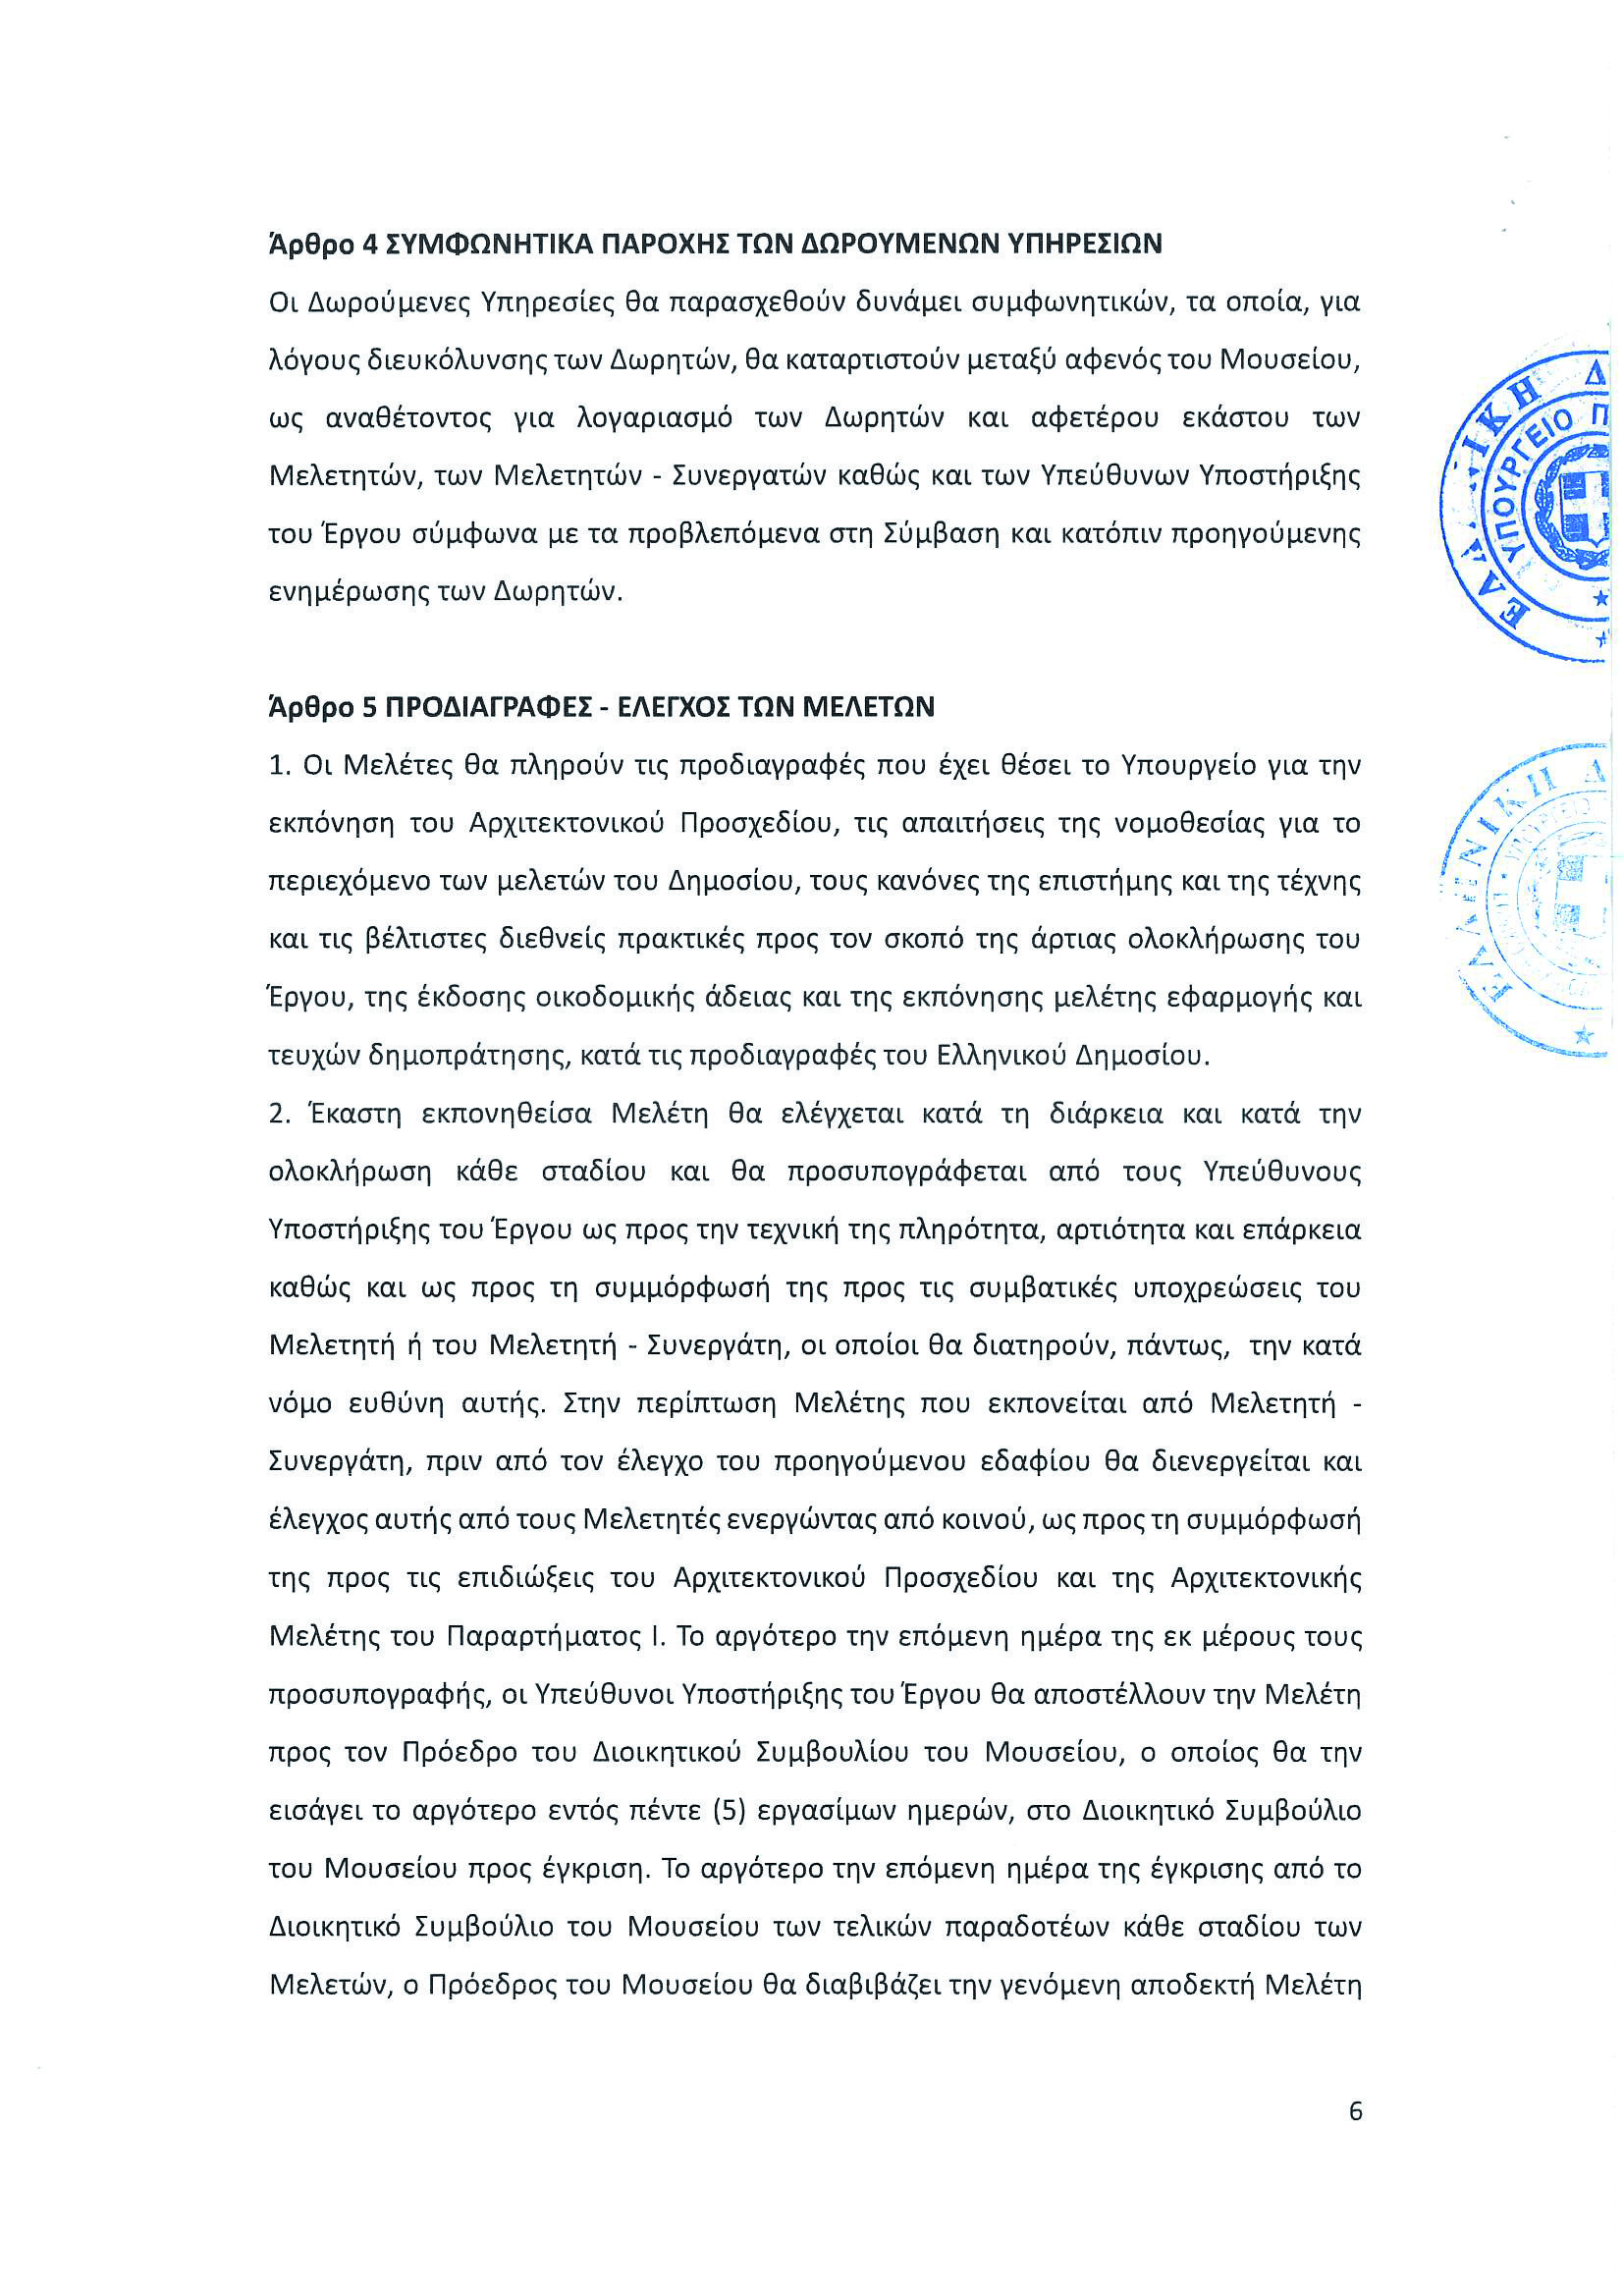 Άρθρο 4 ΣΥΜΦΩΝΗΤΙΚΑ ΠΑΡΟΧΗΣ ΤΩΝ ΔΩΡΟΥΜΕΝΩΝ ΥΠΗΡΕΣΙΩΝ
Οι Δωρούμενες Υπηρεσίες θα παρασχεθούν δυνάμει συμφωνητικών, τα οποία, για
λόγους διευκόλυνσης των Δωρητών, θα καταρτιστούν μεταξύ αφενός του Μουσείου,
ως αναθέτοντος για λογαριασμό των Δωρητών και αφετέρου εκάστου των
Μελετητών, των Μελετητών - Συνεργατών καθώς και των Υπεύθυνων Υποστήριξης
του Έργου σύμφωνα με τα προβλεπόμενα στη Σύμβαση και κατόπιν προηγούμενης
ενημέρωσης των Δωρητών.
Άρθρο 5 ΠΡΟΔΙΑΓΡΑΦΕΣ - ΕΛΕΓΧΟΣ ΤΩΝ ΜΕΛΕΤΩΝ
1. Οι Μελέτες θα πληρούν τις προδιαγραφές που έχει θέσει το Υπουργείο για την
εκπόνηση του Αρχιτεκτονικού Προσχεδίου, τις απαιτήσεις της νομοθεσίας για το
περιεχόμενο των μελετών του Δημοσίου, τους κανόνες της επιστήμης και της τέχνης
και τις βέλτιστες διεθνείς πρακτικές προς τον σκοπό της άρτιας ολοκλήρωσης του
Έργου, της έκδοσης οικοδομικής άδειας και της εκπόνησης μελέτης εφαρμογής και
τευχών δημοπράτησης, κατά τις προδιαγραφές του Ελληνικού Δημοσίου.
2. Έκαστη εκπονηθείσα Μελέτη θα ελέγχεται κατά τη διάρκεια και κατά την
ολοκλήρωση κάθε σταδίου και θα προσυπογράφεται από τους Υπεύθυνους
Υποστήριξης του Έργου ως προς την τεχνική της πληρότητα, αρτιότητα και επάρκεια
καθώς και ως προς τη συμμόρφωσή της προς τις συμβατικές υποχρεώσεις του
Μελετητή ή του Μελετητή - Συνεργάτη, οι οποίοι θα διατηρούν, πάντως, την κατά
νόμο ευθύνη αυτής. Στην περίπτωση Μελέτης που εκπονείται από Μελετητή -
Συνεργάτη, πριν από τον έλεγχο του προηγούμενου εδαφίου θα διενεργείται και
έλεγχος αυτής από τους Μελετητές ενεργώντας από κοινού, ως προς τη συμμόρφωσή
της προς τις επιδιώξεις του Αρχιτεκτονικού Προσχεδίου και της Αρχιτεκτονικής
Μελέτης του Παραρτήματος Ι. Το αργότερο την επόμενη ημέρα της εκ μέρους τους
προσυπογραφής, οι Υπεύθυνοι Υποστήριξης του Έργου θα αποστέλλουν την Μελέτη
προς τον Πρόεδρο του Διοικητικού Συμβουλίου του Μουσείου, ο οποίος θα την
εισάγει το αργότερο εντός πέντε (5) εργασίμων ημερών, στο Διοικητικό Συμβούλιο
του Μουσείου προς έγκριση. Το αργότερο την επόμενη ημέρα της έγκρισης από το
Διοικητικό Συμβούλιο του Μουσείου των τελικών παραδοτέων κάθε σταδίου των
Μελετών, ο Πρόεδρος του Μουσείου θα διαβιβάζει την γενόμενη αποδεκτή Μελέτη
6
ΥΠΟΥΡΓΕΙΟ Π
ΕΛΛΗΝΙΚΗ Δ